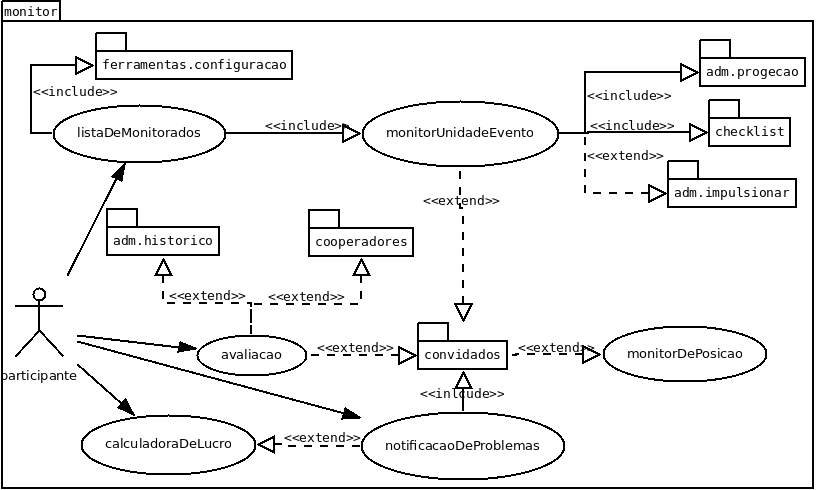 monitor
ferramentas.configuracao
adm.progecao
<<include>>
<<include>>
listaDeMonitorados
<<include>>
monitorUnidadeEvento
<<include>>
checklist
<<extend>>
adm.impulsionar
<<extend>>
adm.historico
cooperadores
<<extend>>
<<extend>>
participante
avaliacao
<<extend>>
convidados
<<extend>>
monitorDePosicao
<<inlcude>>
calculadoraDeLucro
<<extend>>
notificacaoDeProblemas